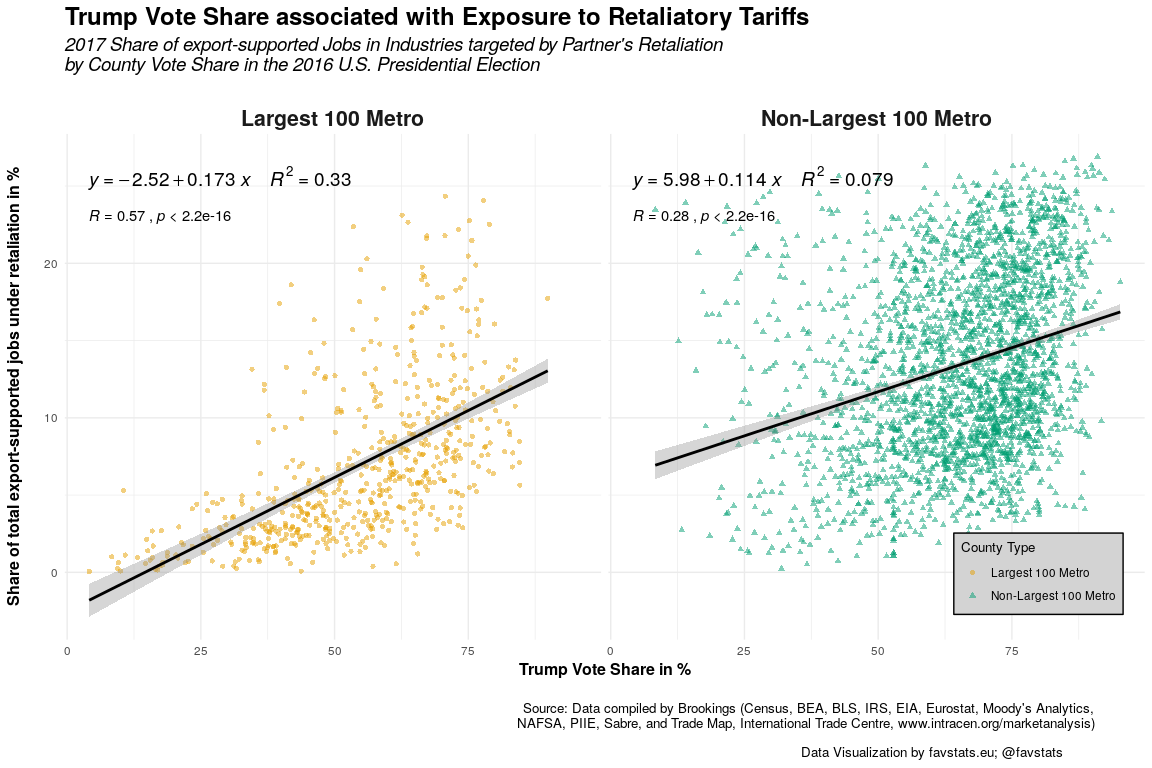 Trump Vote Share associated with Exposure to Retaliatory Tariffs
2017 Share of export-supported Jobs in Industries targeted by Partner's Retaliation
by County Vote Share in the 2016 U.S. Presidential Election
Largest 100 Metro
Non-Largest 100 Metro
y = −2.52 + 0.173 x R² = 0.33
R = 0.57 , p < 2.2e-16
y = 5.98 + 0.114 x R² = 0.079
R = 0.28 , p < 2.2e-16
Share of total export-supported jobs under retaliation in %
20
10
0
County Type
Largest 100 Metro
Non-Largest 100 Metro
0 25 50 75 0 25 50 75
Trump Vote Share in %
Source: Data compiled by Brookings (Census, BEA, BLS, IRS, EIA, Eurostat, Moody's Analytics,
NAFSA, PIIE, Sabre, and Trade Map, International Trade Centre, www.intracen.org/marketanalysis)
Data Visualization by favstats.eu; @favstats